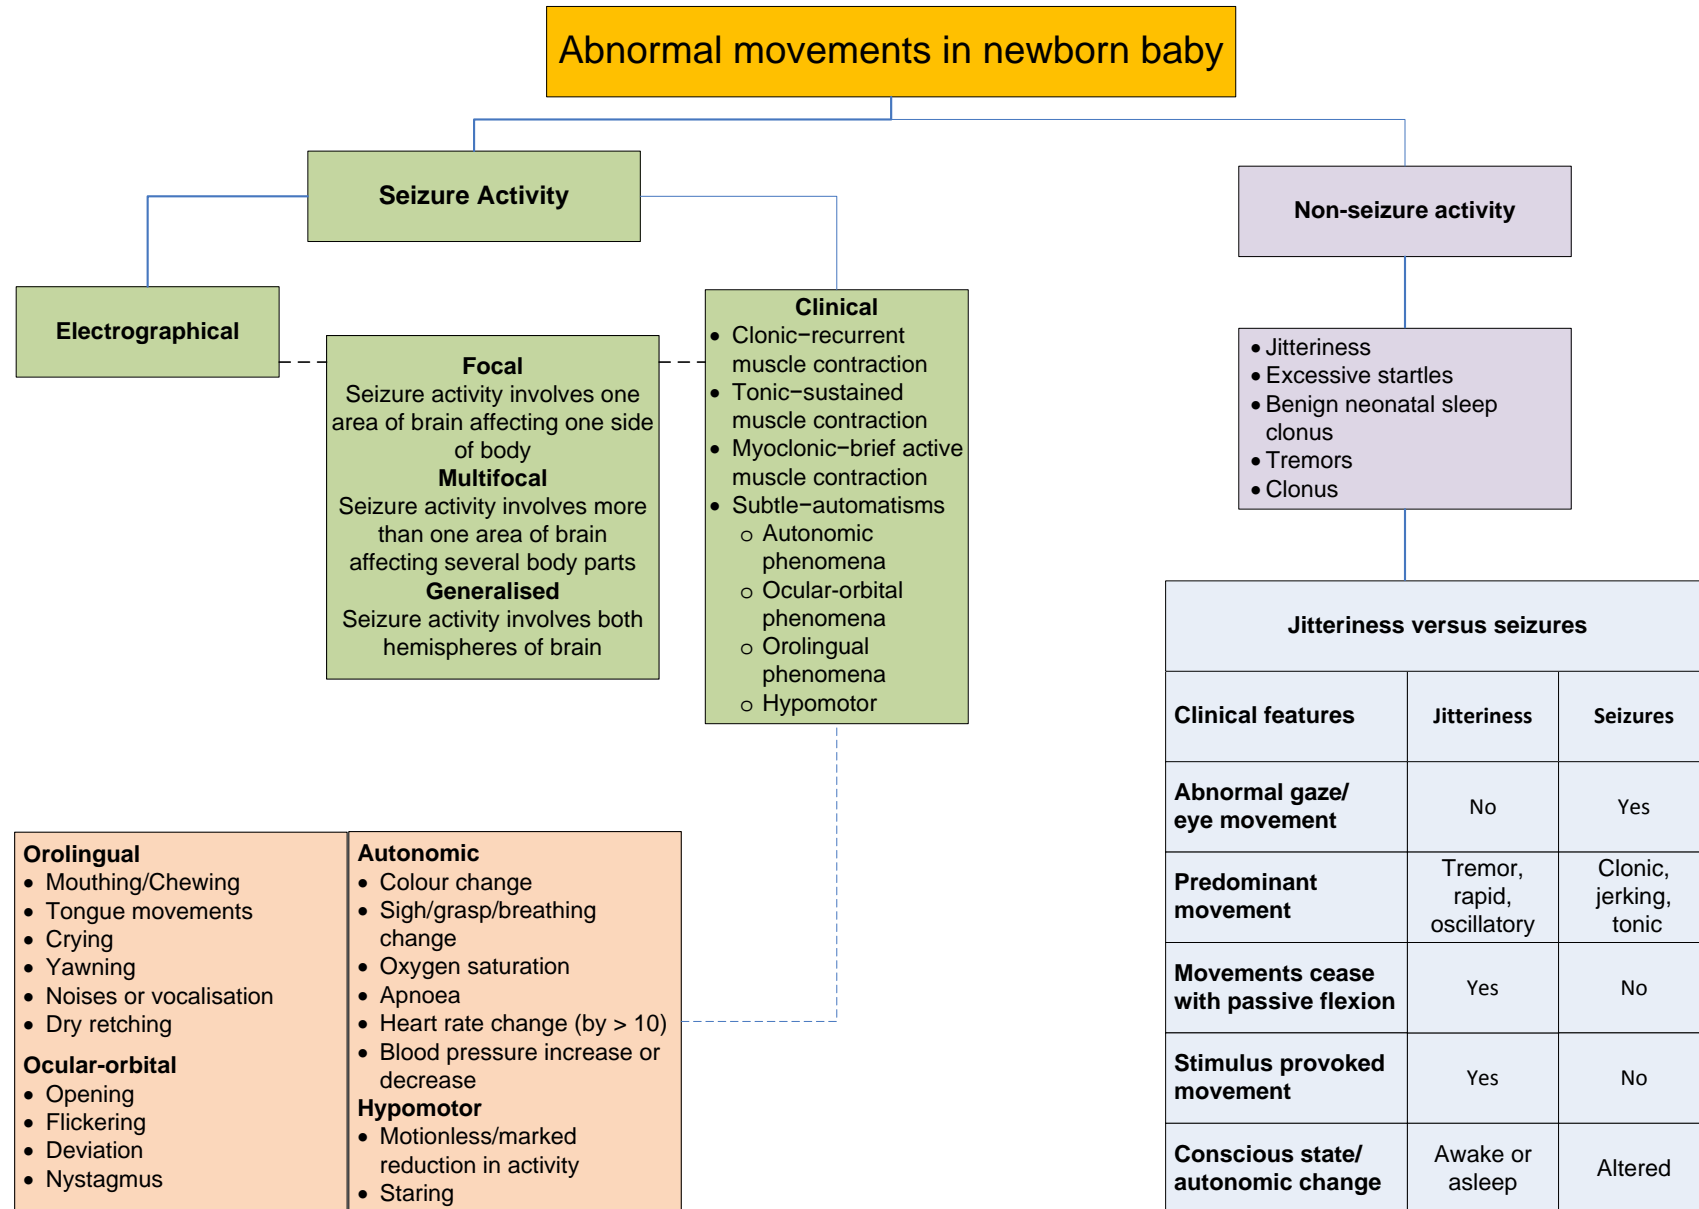 Abnormal movements in newborn baby
Seizure Activity
Non-seizure activity
Electrographical
Focal
Seizure activity involves one
area of brain affecting one side
of body
Multifocal
Seizure activity involves more
than one area of brain
affecting several body parts
Generalised
Seizure activity involves both
hemispheres of brain
Clinical
• Clonic−recurrent
muscle contraction
• Tonic−sustained
muscle contraction
• Myoclonic−brief active
muscle contraction
• Subtle−automatisms
o Autonomic
phenomena
o Ocular-orbital
phenomena
o Orolingual
phenomena
o Hypomotor
• Jitteriness
• Excessive startles
• Benign neonatal sleep
clonus
• Tremors
• Clonus
Orolingual
• Mouthing/Chewing
• Tongue movements
• Crying
• Yawning
• Noises or vocalisation
• Dry retching
Ocular-orbital
• Opening
• Flickering
• Deviation
• Nystagmus
Autonomic
• Colour change
• Sigh/grasp/breathing
change
• Oxygen saturation
• Apnoea
• Heart rate change (by > 10)
• Blood pressure increase or
decrease
Hypomotor
• Motionless/marked
reduction in activity
• Staring
Jitteriness versus seizures
Clinical features Jitteriness Seizures
Abnormal gaze/
eye movement
No
Yes
Predominant
movement
Tremor,
rapid,
oscillatory
Clonic,
jerking,
tonic
Movements cease
with passive flexion
Yes
No
Stimulus provoked
movement
Yes
No
Conscious state/
autonomic change
Awake or
asleep
Altered